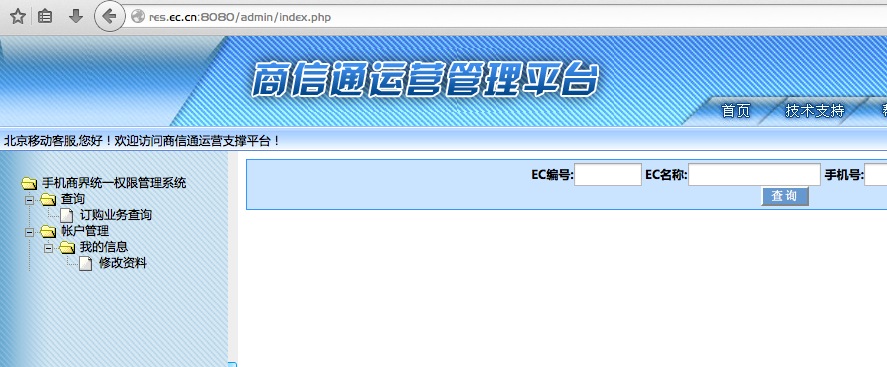 res.ec.cn:8080/admin/index.php
商信通运营管理平台
首页 技术支持
北京移动客服,您好！欢迎访问商信通运营支撑平台！
手机商界统一权限管理系统
查询
订购业务查询
帐户管理
我的信息
修改资料
EC编号: EC名称: 手机号:
查 询